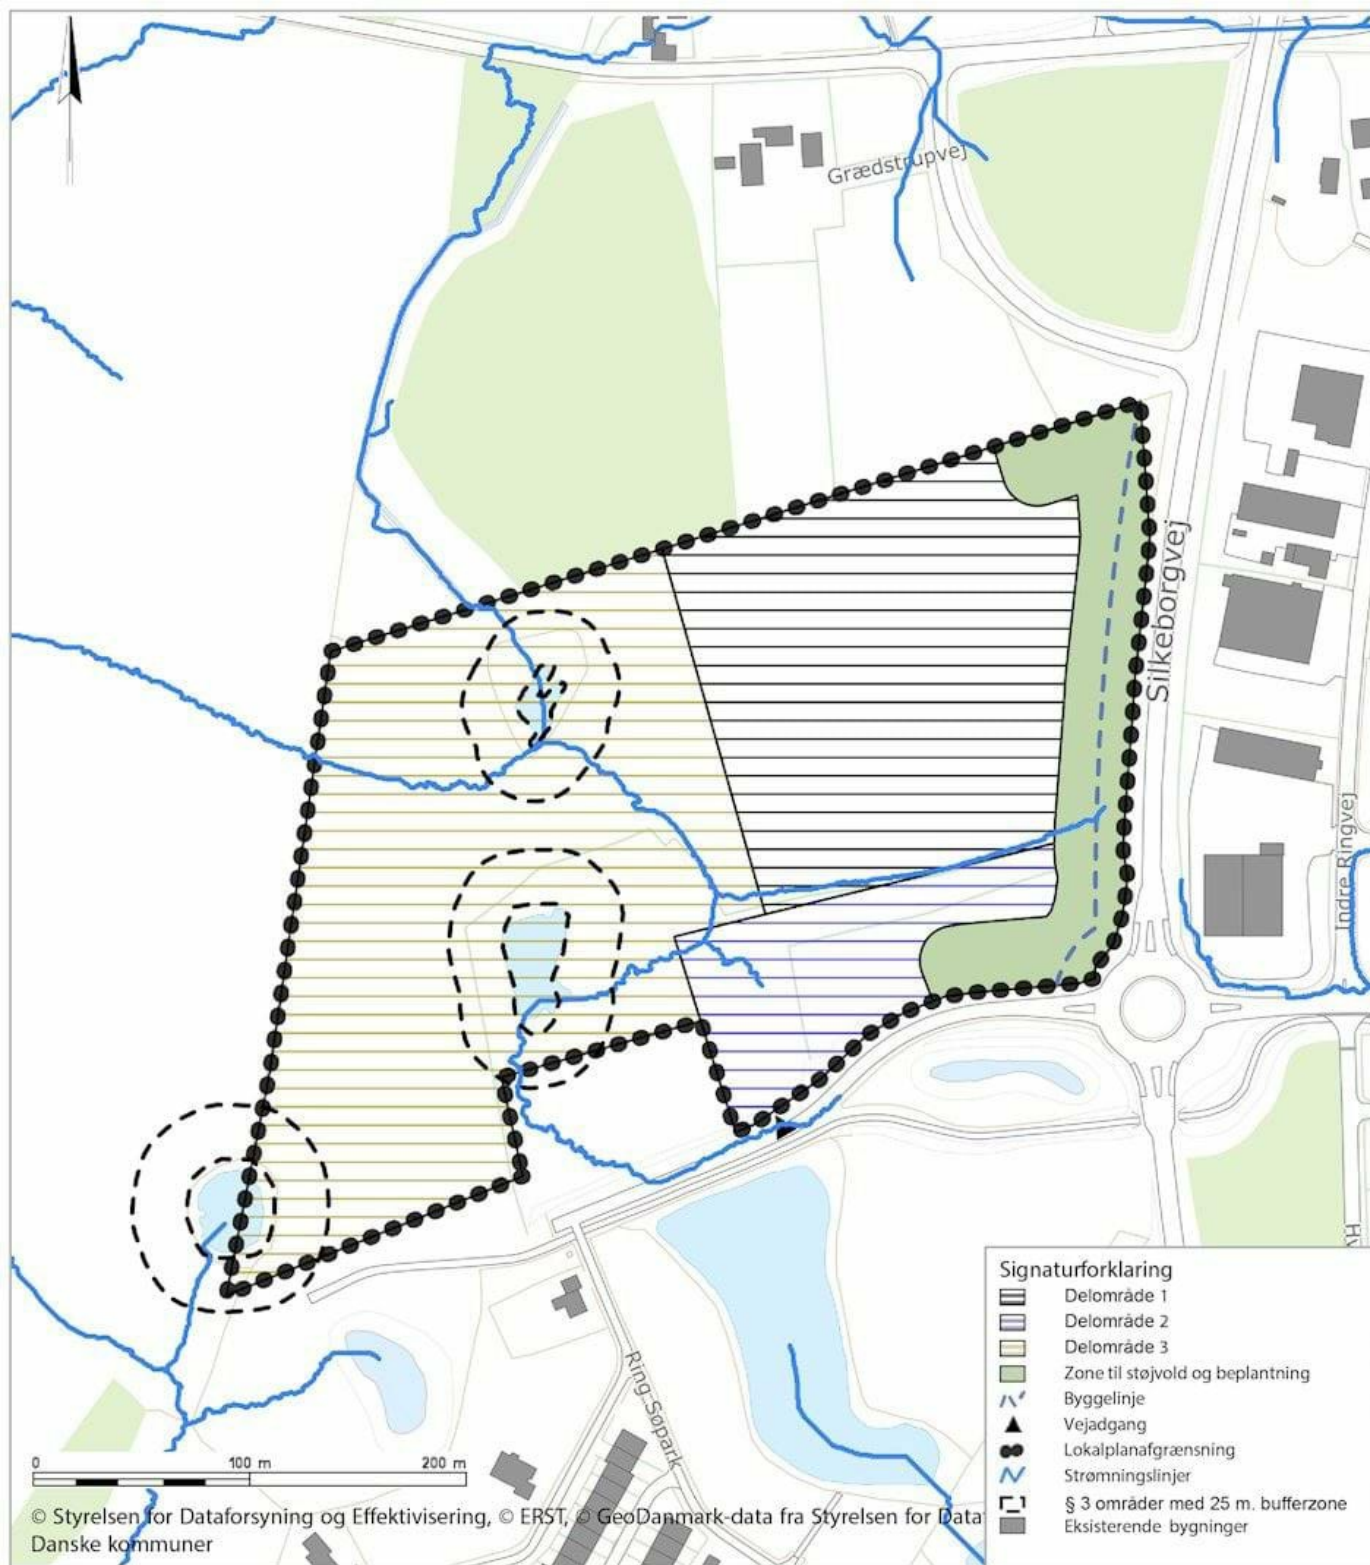 Grædstrupvej
Silkeborgvej
Indre Ringvej
Ring Søpark
Signaturforklaring
Delområde 1
Delområde 2
Delområde 3
Zone til støjvold og beplantning
Byggelinje
Vejadgang
Lokalplanafgrænsning
Strømningslinjer
§ 3 områder med 25 m. bufferzone
Eksisterende bygninger
0 100 m 200 m
© Styrelsen for Dataforsyning og Effektivisering, © ERST, © GeoDanmark-data fra Styrelsen for Data
Danske kommuner